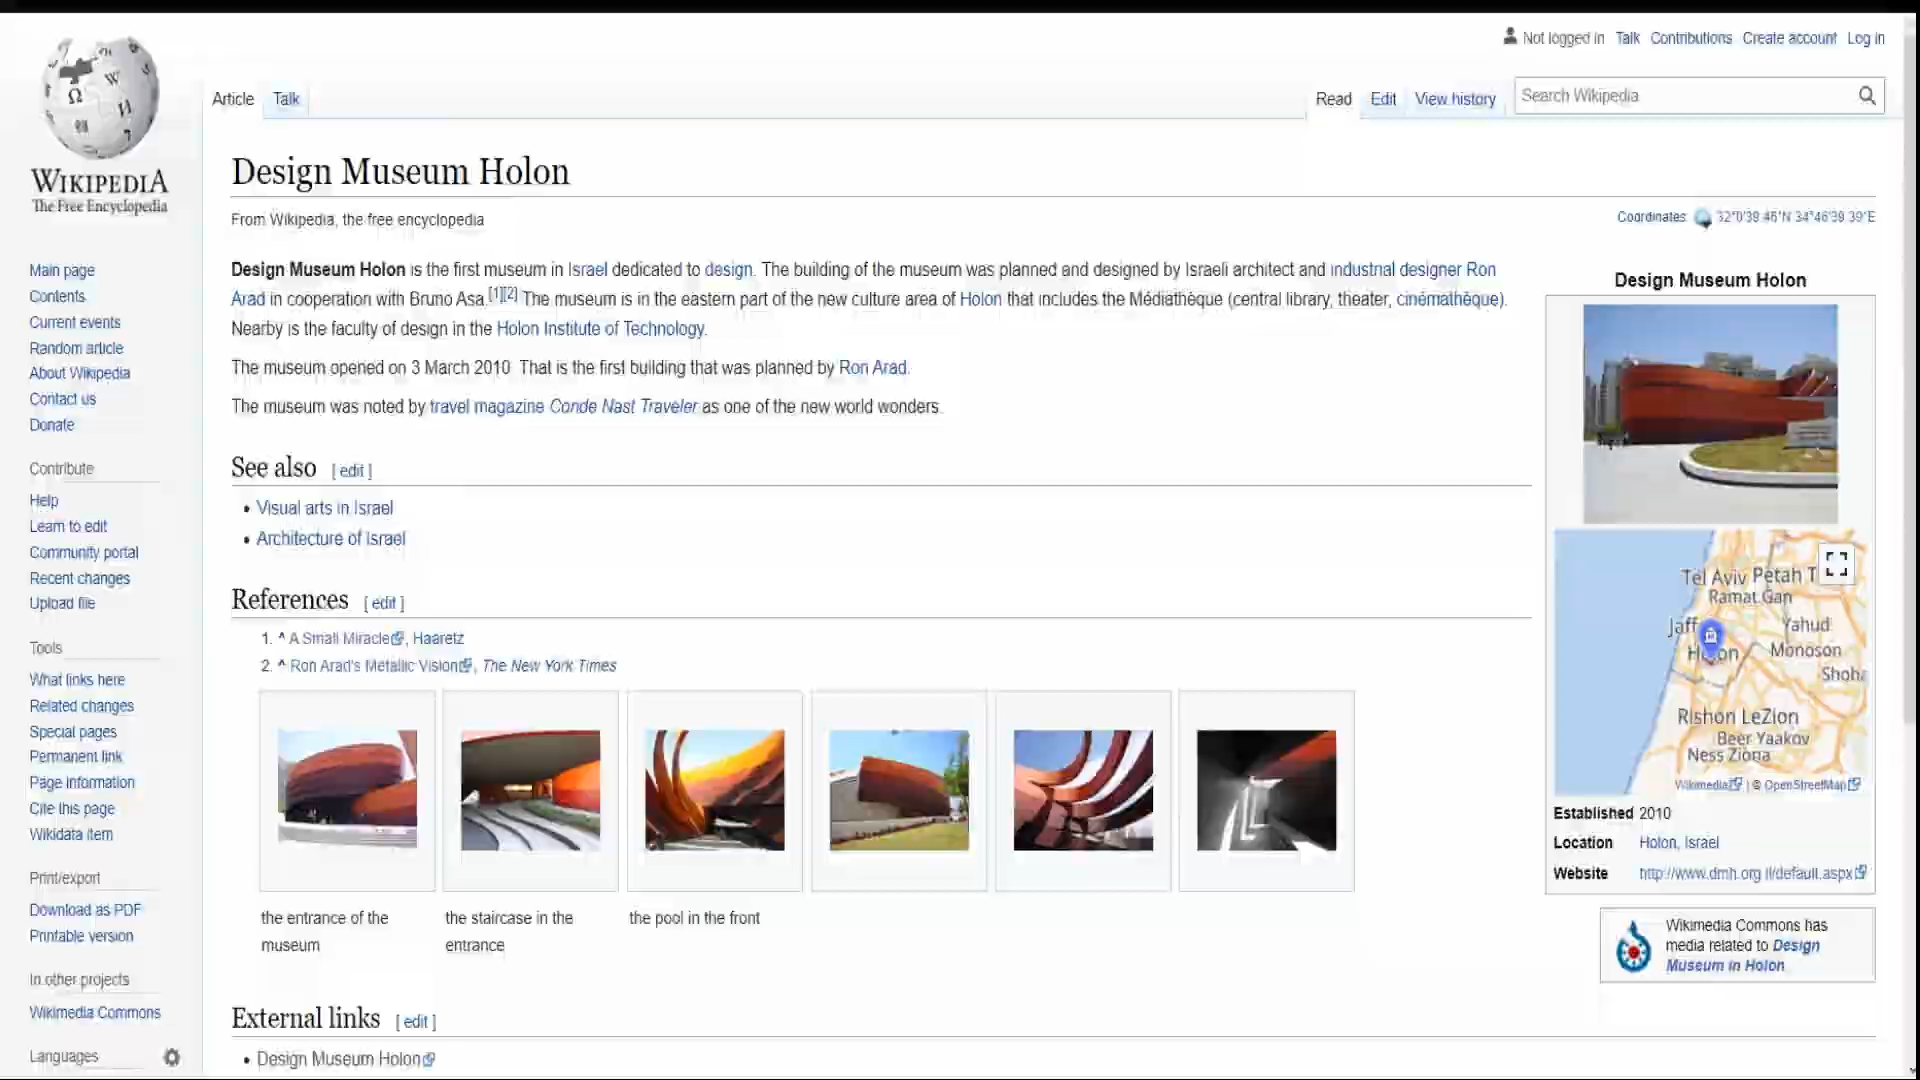 Not logged in Talk Contributions Create account Log in
Article Talk Read Edit View history Search Wikipedia
WIKIPEDIA
The Free Encyclopedia
Design Museum Holon
From Wikipedia, the free encyclopedia
Coordinates:
Design Museum Holon is the first museum in Israel dedicated to design. The building of the museum was planned and designed by Israeli architect and industrial designer Ron
Arad in cooperation with Bruno Asa.[1][2] The museum is in the eastern part of the new culture area of Holon that includes the Médiathèque (central library, theater, cinémathèque).
Nearby is the faculty of design in the Holon Institute of Technology.
The museum opened on 3 March 2010. That is the first building that was planned by Ron Arad.
The museum was noted by travel magazine Conde Nast Traveler as one of the new world wonders.
See also [ edit ]
• Visual arts in Israel
• Architecture of Israel
References [ edit ]
1. ^ A Small Miracle, Haaretz
2. ^ Ron Arad's Metallic Vision, The New York Times
the entrance of the
museum
the staircase in the
entrance
the pool in the front
External links [ edit ]
• Design Museum Holon
Design Museum Holon
Tel Aviv Petah T
Ramat Gan
Jaff
Yahud
Holon
Monoson
Shoha
Rishon LeZion
Beer Yaakov
Ness Ziona
Wikimedia | © OpenStreetMap
Established 2010
Location Holon, Israel
Website http://www.dmh.org.il/default.aspx
Wikimedia Commons has
media related to Design
Museum in Holon
Main page
Contents
Current events
Random article
About Wikipedia
Contact us
Donate
Contribute
Help
Learn to edit
Community portal
Recent changes
Upload file
Tools
What links here
Related changes
Special pages
Permanent link
Page information
Cite this page
Wikidata item
Print/export
Download as PDF
Printable version
In other projects
Wikimedia Commons
Languages